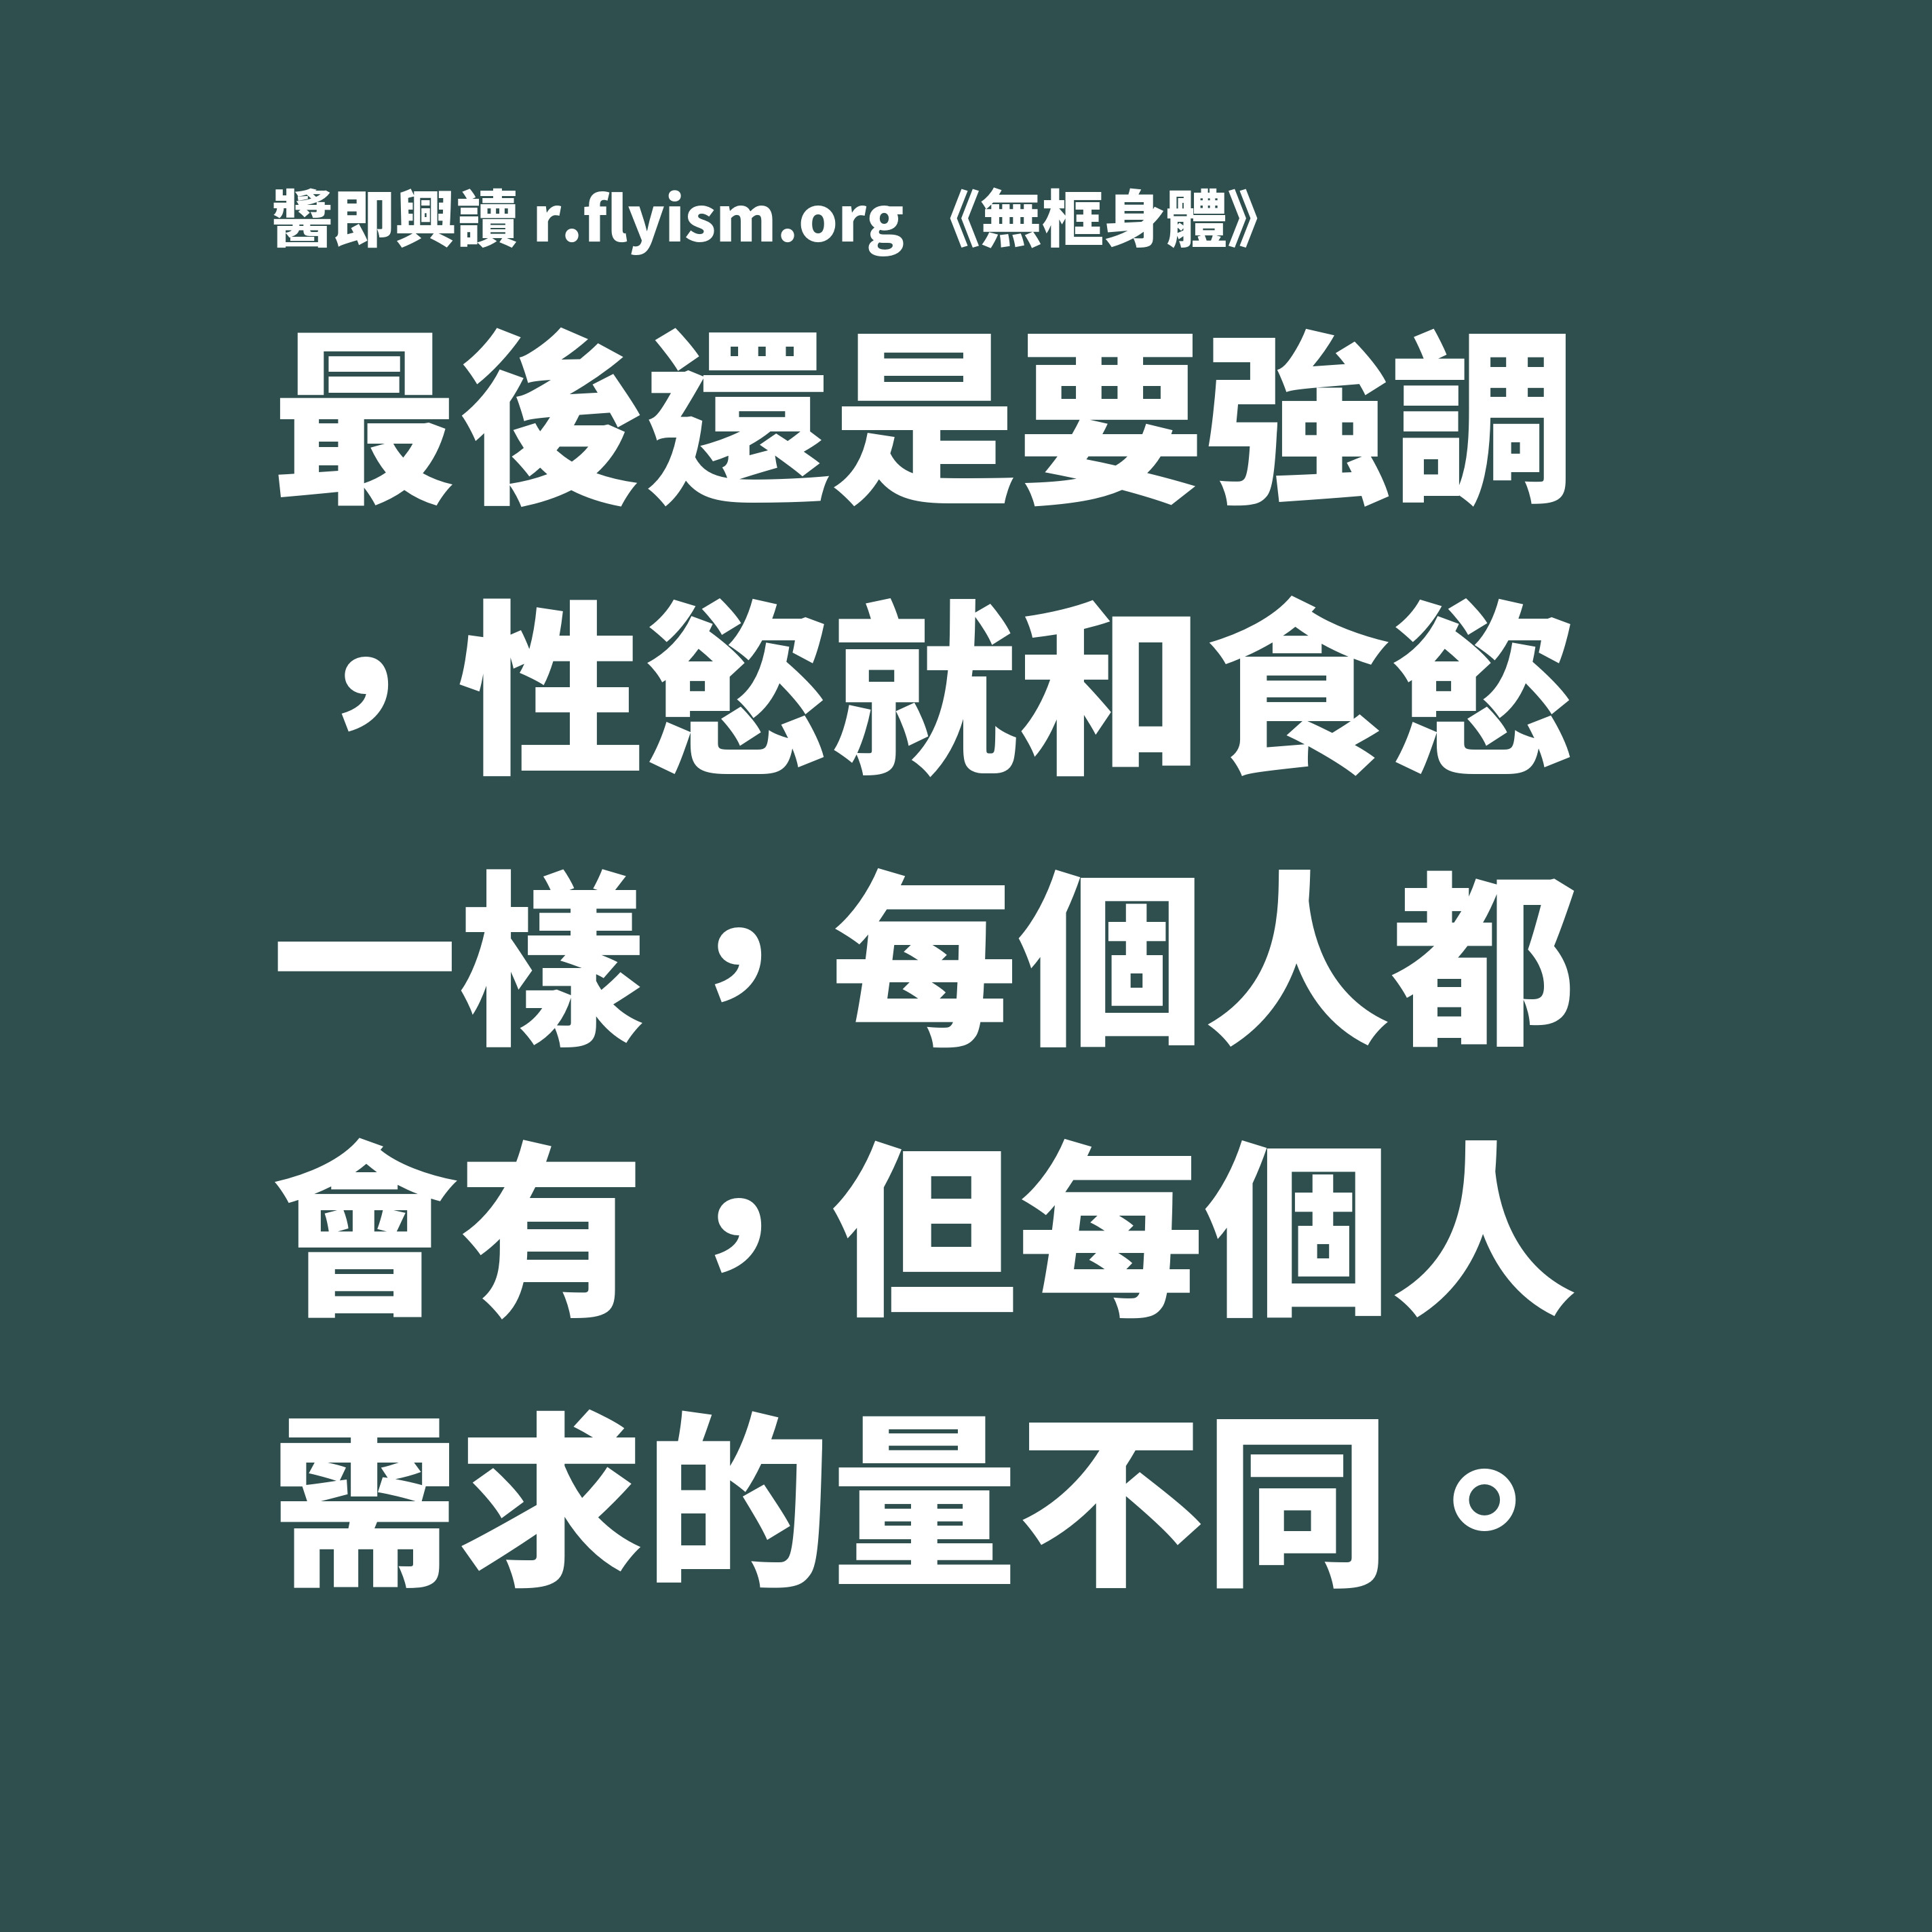 當即閱讀 r.flyism.org 《無框身體》
最後還是要強調
，性慾就和食慾
一樣，每個人都
會有，但每個人
需求的量不同。